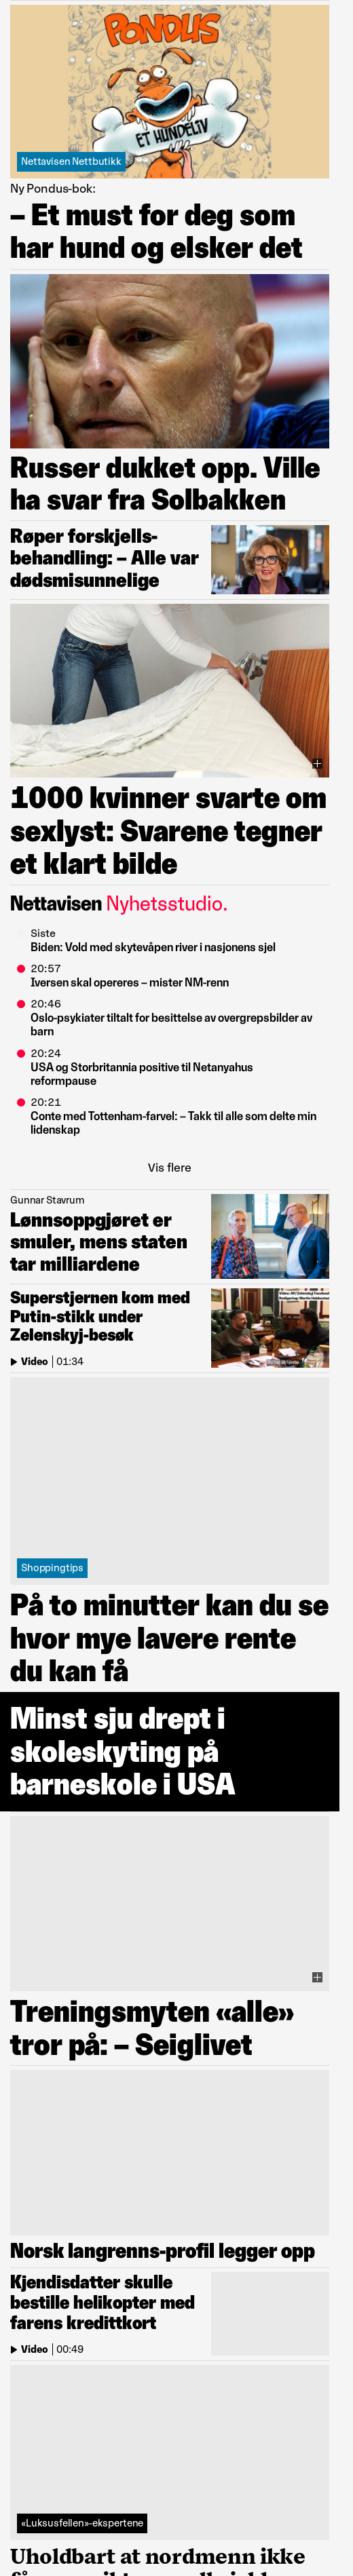 PONDUS
ET HUNDELIV
Nettavisen Nettbutikk
Ny Pondus-bok:
– Et must for deg som
har hund og elsker det
Russer dukket opp. Ville
ha svar fra Solbakken
Røper forskjells-
behandling: – Alle var
dødsmisunnelige
1000 kvinner svarte om
sexlyst: Svarene tegner
et klart bilde
Nettavisen Nyhetsstudio.
Siste
Biden: Vold med skytevåpen river i nasjonens sjel
20:57
Iversen skal opereres – mister NM-renn
20:46
Oslo-psykiater tiltalt for besittelse av overgrepsbilder av
barn
20:24
USA og Storbritannia positive til Netanyahus
reformpause
20:21
Conte med Tottenham-farvel: – Takk til alle som delte min
lidenskap
Vis flere
Gunnar Stavrum
Lønnsoppgjøret er
smuler, mens staten
tar milliardene
Superstjernen kom med
Putin-stikk under
Zelenskyj-besøk
Video 01:34
Shoppingtips
På to minutter kan du se
hvor mye lavere rente
du kan få
Minst sju drept i
skoleskyting på
barneskole i USA
Treningsmyten «alle»
tror på: – Seiglivet
Norsk langrenns-profil legger opp
Kjendisdatter skulle
bestille helikopter med
farens kredittkort
Video 00:49
«Luksusfellen»-ekspertene
Uholdbart at nordmenn ikke